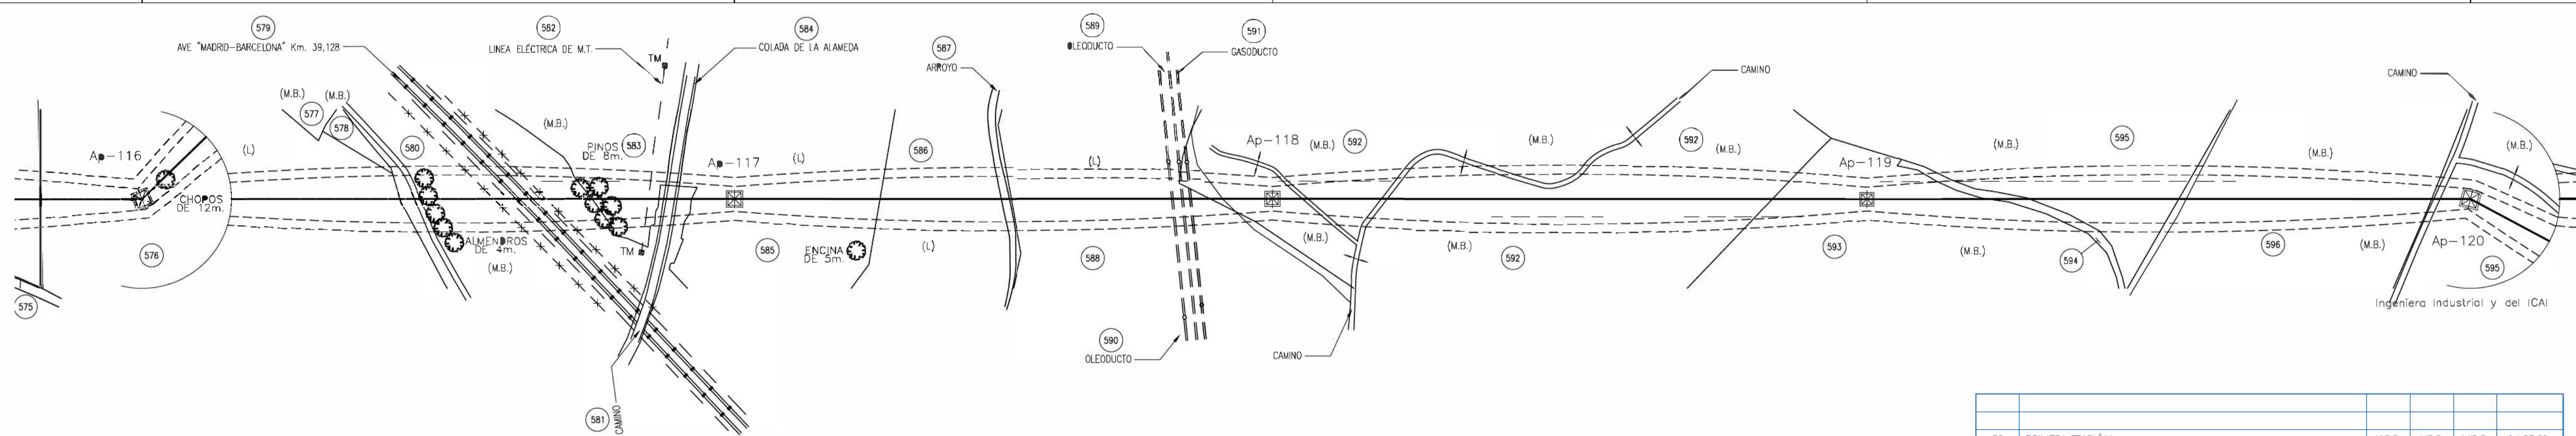 579
AVE "MADRID-BARCELONA" Km. 39,128
582
LINEA ELÉCTRICA DE M.T.
TM
584
COLADA DE LA ALAMEDA
587
ARROYO
589
OLEODUCTO
591
GASODUCTO
CAMINO
CAMINO
(M.B.)
577
(M.B.)
578
580
(M.B.)
PINOS
DE 8m.
583
Ap-116
(L)
Ap-117
(L)
586
(L)
Ap-118
(M.B.)
592
(M.B.)
592
(M.B.)
Ap-119
(M.B.)
595
(M.B.)
(M.B.)
CHOPOS
DE 12m.
576
575
ALMENDROS
DE 4m.
(M.B.)
TM
585
ENCINA
DE 5m.
(L)
588
(M.B.)
(M.B.)
592
593
(M.B.)
594
596
(M.B.)
Ap-120
595
Ingeniera Industrial y del ICAI
590
OLEODUCTO
CAMINO
581
CAMINO